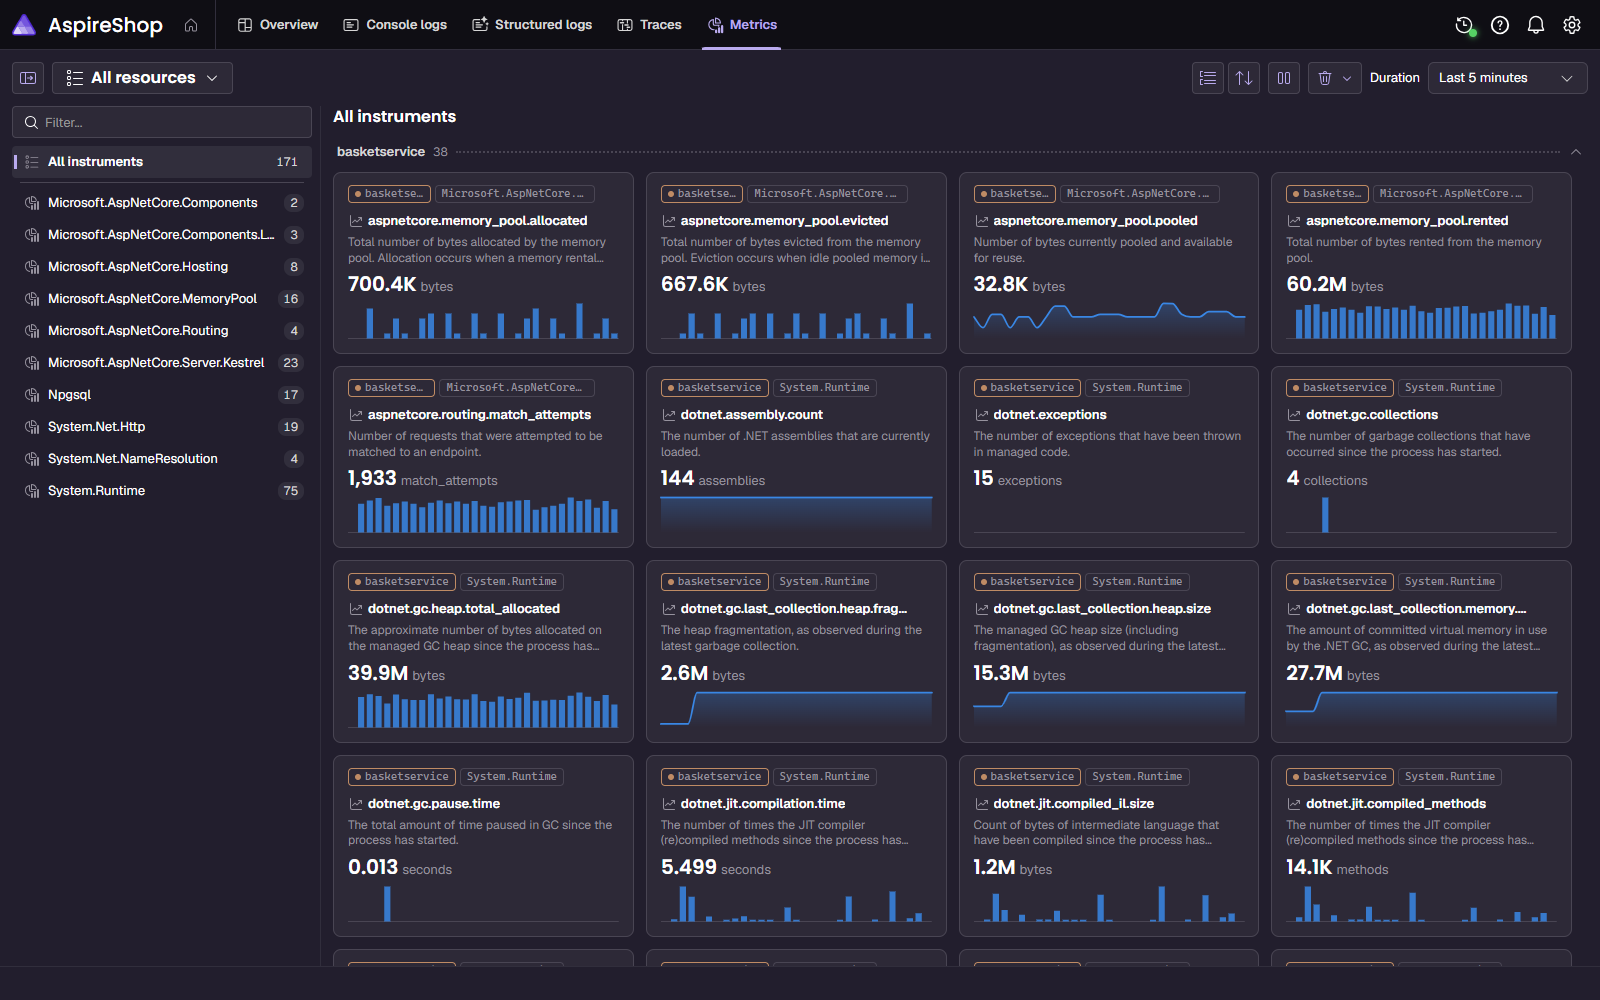 AspireShop
Overview
Console logs
Structured logs
Traces
Metrics
All resources
Duration
Last 5 minutes
Filter...
All instruments 171
Microsoft.AspNetCore.Components 2
Microsoft.AspNetCore.Components.L... 3
Microsoft.AspNetCore.Hosting 8
Microsoft.AspNetCore.MemoryPool 16
Microsoft.AspNetCore.Routing 4
Microsoft.AspNetCore.Server.Kestrel 23
Npgsql 17
System.Net.Http 19
System.Net.NameResolution 4
System.Runtime 75
All instruments
basketservice 38
basketse... Microsoft.AspNetCore....
aspnetcore.memory_pool.allocated
Total number of bytes allocated by the memory
pool. Allocation occurs when a memory rental...
700.4K bytes
basketse... Microsoft.AspNetCore....
aspnetcore.memory_pool.evicted
Total number of bytes evicted from the memory
pool. Eviction occurs when idle pooled memory i...
667.6K bytes
basketse... Microsoft.AspNetCore....
aspnetcore.memory_pool.pooled
Number of bytes currently pooled and available
for reuse.
32.8K bytes
basketse... Microsoft.AspNetCore....
aspnetcore.memory_pool.rented
Total number of bytes rented from the memory
pool.
60.2M bytes
basketse... Microsoft.AspNetCore...
aspnetcore.routing.match_attempts
Number of requests that were attempted to be
matched to an endpoint.
1,933 match_attempts
basketservice System.Runtime
dotnet.assembly.count
The number of .NET assemblies that are currently
loaded.
144 assemblies
basketservice System.Runtime
dotnet.exceptions
The number of exceptions that have been thrown
in managed code.
15 exceptions
basketservice System.Runtime
dotnet.gc.collections
The number of garbage collections that have
occurred since the process has started.
4 collections
basketservice System.Runtime
dotnet.gc.heap.total_allocated
The approximate number of bytes allocated on
the managed GC heap since the process has...
39.9M bytes
basketservice System.Runtime
dotnet.gc.last_collection.heap.frag...
The heap fragmentation, as observed during the
latest garbage collection.
2.6M bytes
basketservice System.Runtime
dotnet.gc.last_collection.heap.size
The managed GC heap size (including
fragmentation), as observed during the latest...
15.3M bytes
basketservice System.Runtime
dotnet.gc.last_collection.memory....
The amount of committed virtual memory in use
by the .NET GC, as observed during the latest...
27.7M bytes
basketservice System.Runtime
dotnet.gc.pause.time
The total amount of time paused in GC since the
process has started.
0.013 seconds
basketservice System.Runtime
dotnet.jit.compilation.time
The number of times the JIT compiler
(re)compiled methods since the process has...
5.499 seconds
basketservice System.Runtime
dotnet.jit.compiled_il.size
Count of bytes of intermediate language that
have been compiled since the process has...
1.2M bytes
basketservice System.Runtime
dotnet.jit.compiled_methods
The number of times the JIT compiler
(re)compiled methods since the process has...
14.1K methods